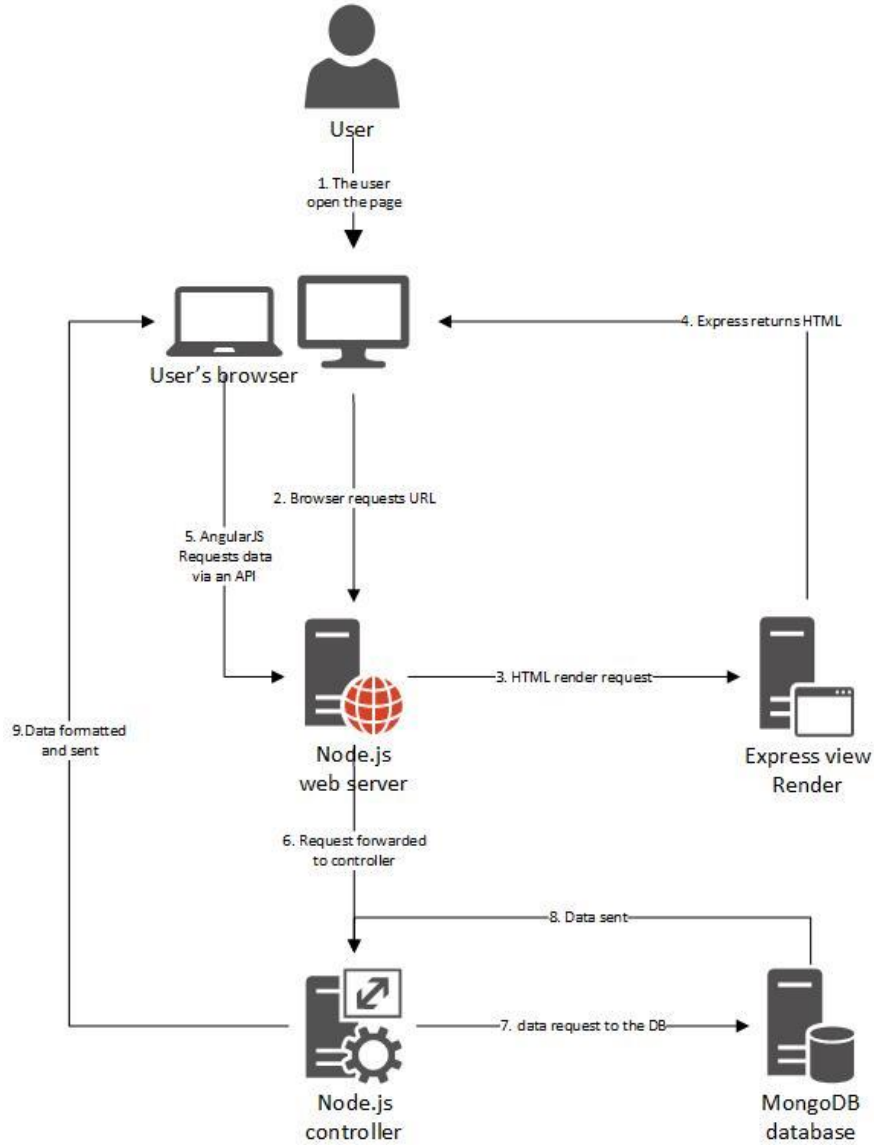 User
1. The user
open the page
User's browser
4. Express returns HTML
2. Browser requests URL
5. AngularJS
Requests data
via an API
3. HTML render request
Node.js
web server
Express view
Render
9.Data formatted
and sent
6. Request forwarded
to controller
8. Data sent
7. data request to the DB
Node.js
controller
MongoDB
database